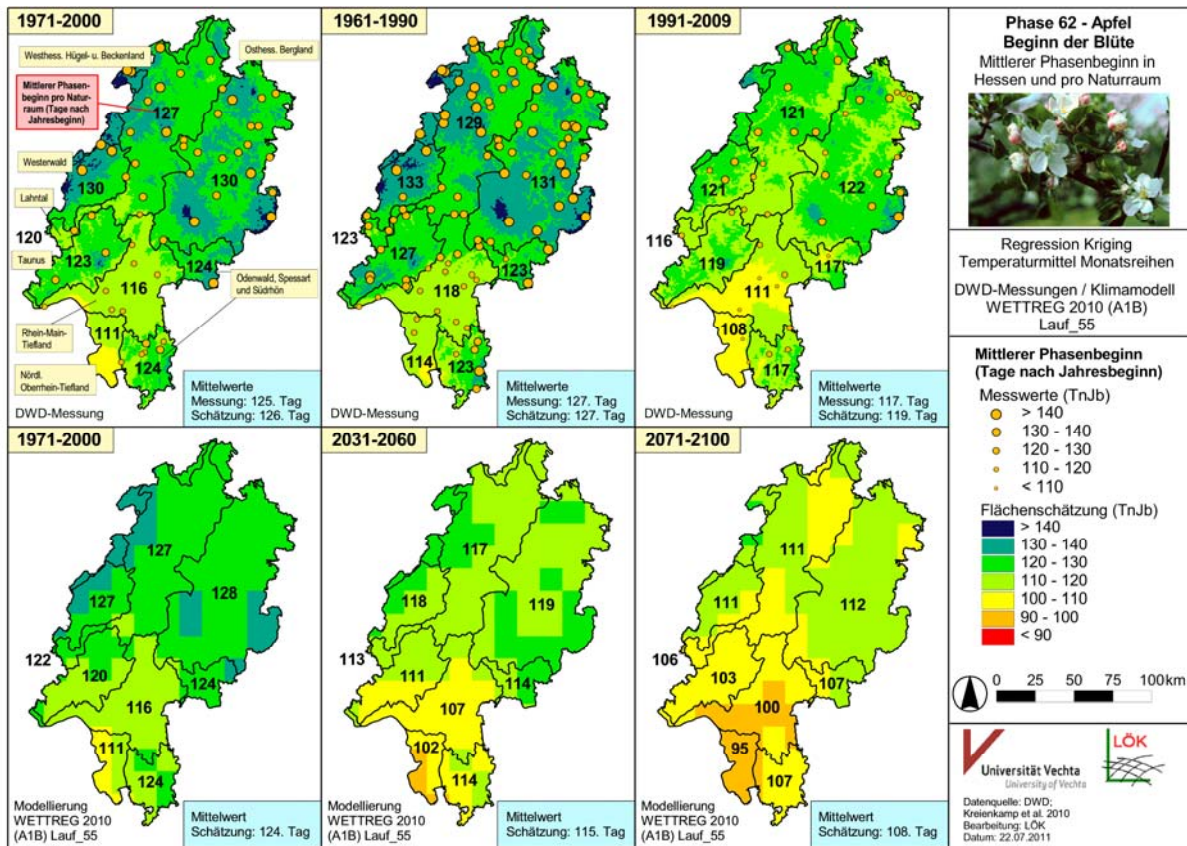 1971-2000
Westhess. Hügel- u. Beckenland
Osthess. Bergland
Mittlerer Phasen-
beginn pro Natur-
raum (Tage nach
Jahresbeginn)
127
Westerwald
130
130
Lahntal
120
123
Taunus
124
116
Odenwald, Spessart
und Südrhön
Rhein-Main-
Tiefland
111
124
Nördl.
Oberrhein-Tiefland
DWD-Messung
Mittelwerte
Messung: 125. Tag
Schätzung: 126. Tag
1961-1990
129
133
131
123
127
123
118
114
123
DWD-Messung
Mittelwerte
Messung: 127. Tag
Schätzung: 127. Tag
1991-2009
121
121
122
116
119
117
111
108
117
DWD-Messung
Mittelwerte
Messung: 117. Tag
Schätzung: 119. Tag
1971-2000
127
127
128
122
120
124
116
111
124
Modellierung
WETTREG 2010
(A1B) Lauf_55
Mittelwert
Schätzung: 124. Tag
2031-2060
117
118
119
113
111
114
107
102
114
Modellierung
WETTREG 2010
(A1B) Lauf_55
Mittelwert
Schätzung: 115. Tag
2071-2100
111
111
112
106
103
107
100
95
107
Modellierung
WETTREG 2010
(A1B) Lauf_55
Mittelwert
Schätzung: 108. Tag
Phase 62 - Apfel
Beginn der Blüte
Mittlerer Phasenbeginn in
Hessen und pro Naturraum
Regression Kriging
Temperaturmittel Monatsreihen
DWD-Messungen / Klimamodell
WETTREG 2010 (A1B)
Lauf_55
Mittlerer Phasenbeginn
(Tage nach Jahresbeginn)
Messwerte (TnJb)
> 140
130 - 140
120 - 130
110 - 120
< 110
Flächenschätzung (TnJb)
> 140
130 - 140
120 - 130
110 - 120
100 - 110
90 - 100
< 90
0 25 50 75 100 km
Universität Vechta
University of Vechta
LÖK
Datenquelle: DWD;
Kreienkamp et al. 2010
Bearbeitung: LÖK
Datum: 22.07.2011